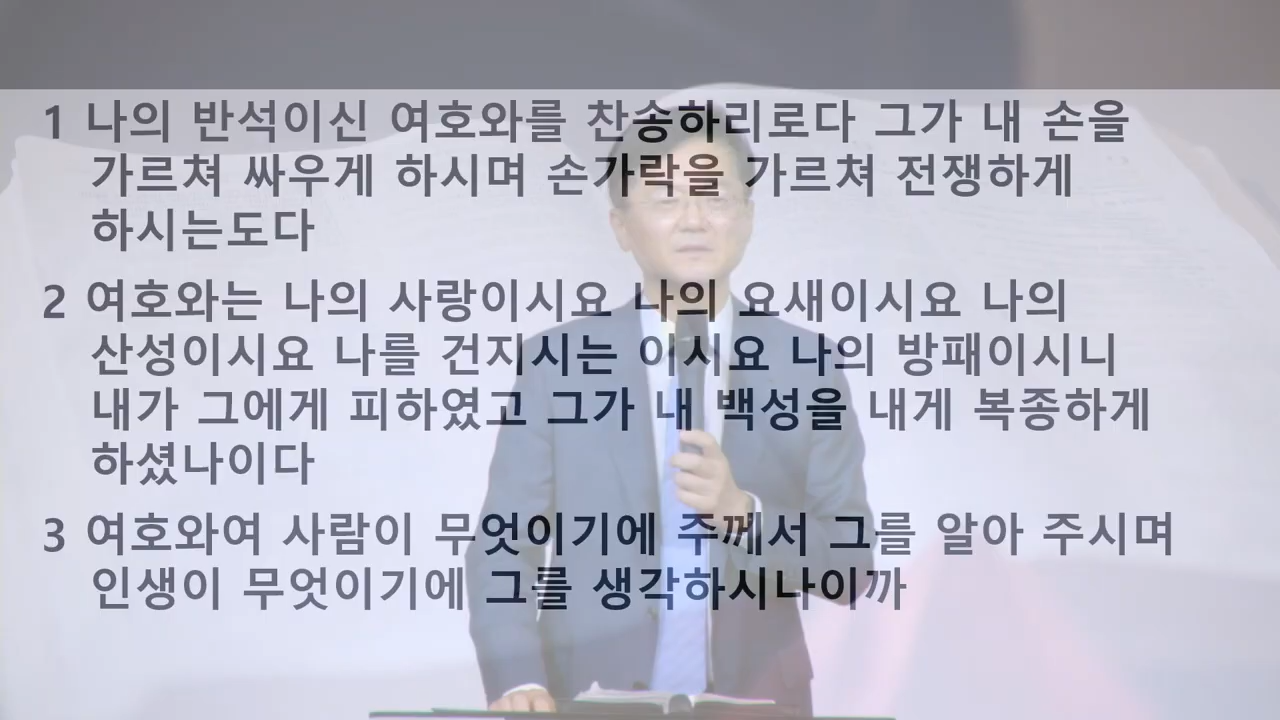 1 나의 반석이신 여호와를 찬송하리로다 그가 내 손을
가르쳐 싸우게 하시며 손가락을 가르쳐 전쟁하게
하시는도다
2 여호와는 나의 사랑이시요 나의 요새이시요 나의
산성이시요 나를 건지시는 이시요 나의 방패이시니
내가 그에게 피하였고 그가 내 백성을 내게 복종하게
하셨나이다
3 여호와여 사람이 무엇이기에 주께서 그를 알아 주시며
인생이 무엇이기에 그를 생각하시나이까